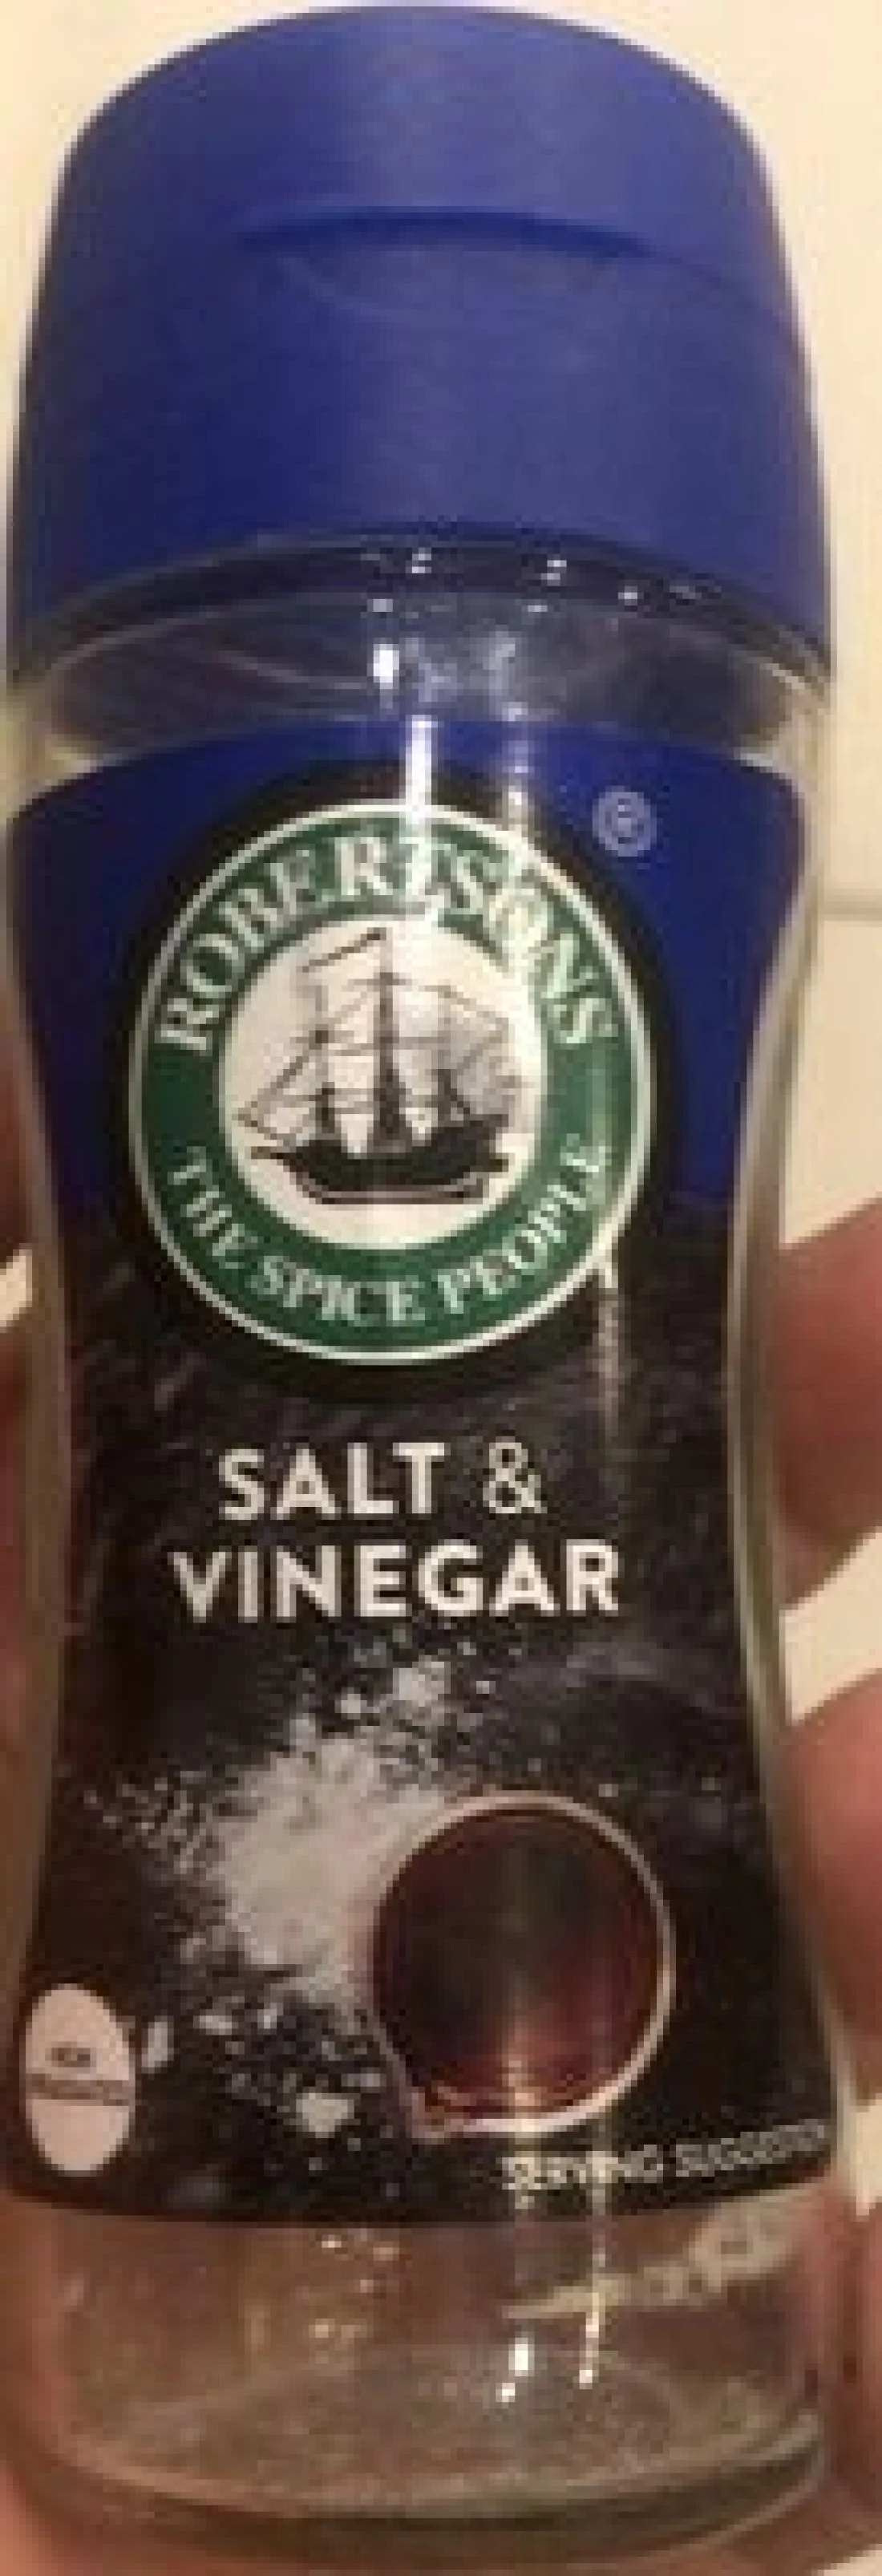 ROBERTSONS
®
THE SPICE PEOPLE
SALT &
VINEGAR
SERVING SUGGESTION